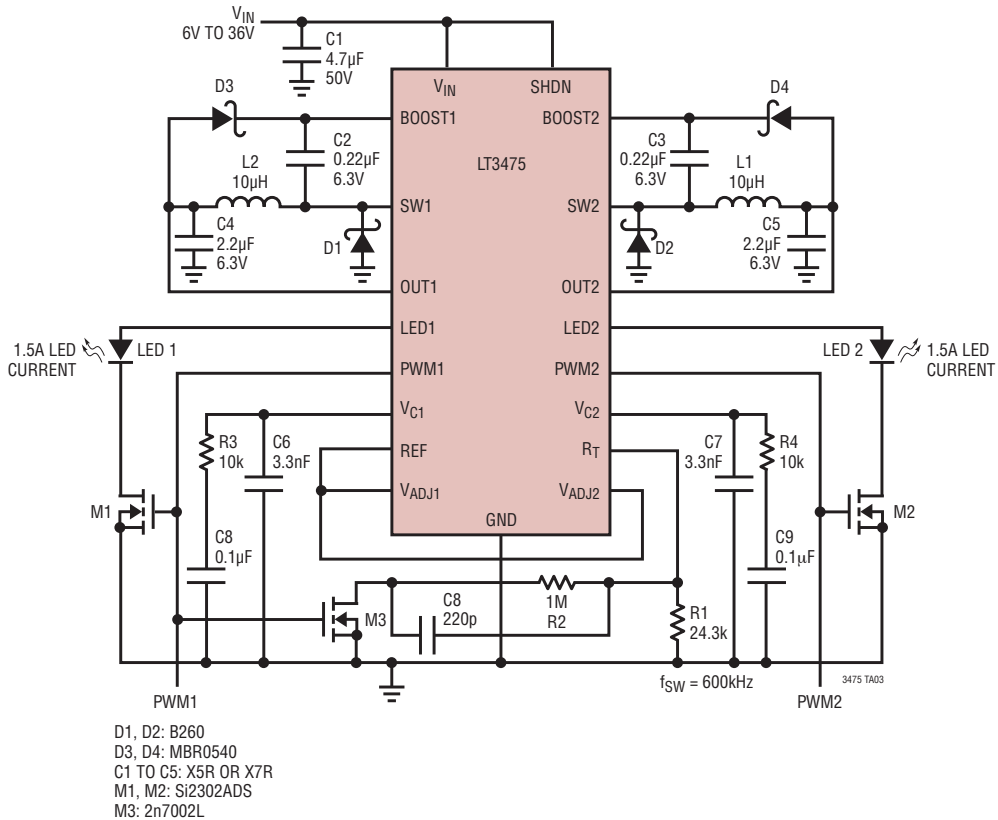 VIN
6V TO 36V
C1
4.7µF
50V
D3
VIN
SHDN
D4
BOOST1
BOOST2
C2
0.22µF
6.3V
C3
0.22µF
6.3V
LT3475
L2
10µH
L1
10µH
SW1
SW2
C4
2.2µF
6.3V
D1
D2
C5
2.2µF
6.3V
OUT1
OUT2
LED1
LED2
1.5A LED
CURRENT
LED 1
LED 2
1.5A LED
CURRENT
PWM1
PWM2
VC1
VC2
R3
10k
C6
3.3nF
REF
RT
C7
3.3nF
R4
10k
VADJ1
VADJ2
M1
M2
GND
C8
0.1µF
C9
0.1µF
M3
C8
220p
1M
R2
R1
24.3k
fSW = 600kHz
3475 TA03
PWM1
PWM2
D1, D2: B260
D3, D4: MBR0540
C1 TO C5: X5R OR X7R
M1, M2: Si2302ADS
M3: 2n7002L